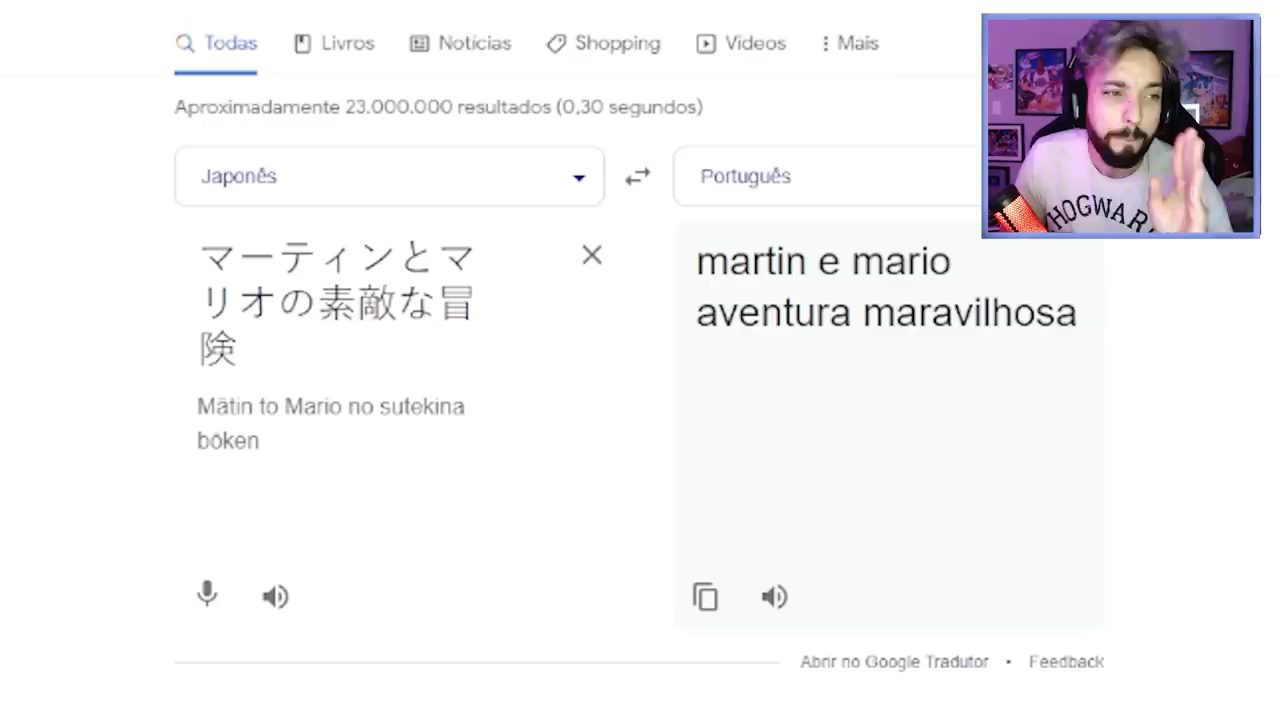 Todas Livros Notícias Shopping Vídeos Mais
Aproximadamente 23.000.000 resultados (0,30 segundos)
Japonês Português
マーティンとマ
リオの素敵な冒
険
Mātin to Mario no sutekina
bōken
martin e mario
aventura maravilhosa
HOGWAR
Abrir no Google Tradutor • Feedback